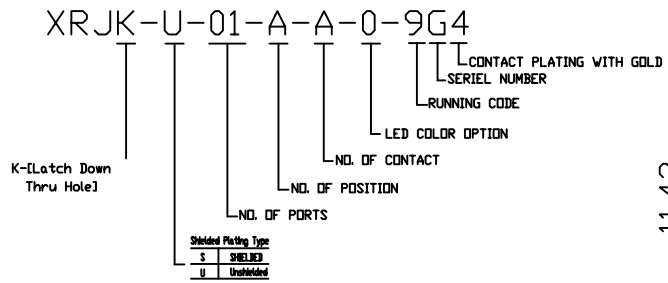 XRJK-U-01-A-A-0-9G4
CONTACT PLATING WITH GOLD
SERIEL NUMBER
RUNNING CODE
LED COLOR OPTION
NO. OF CONTACT
NO. OF POSITION
NO. OF PORTS
K-[Latch Down
Thru Hole]
Shielded Plating Type
S SHIELDED
U Unshielded